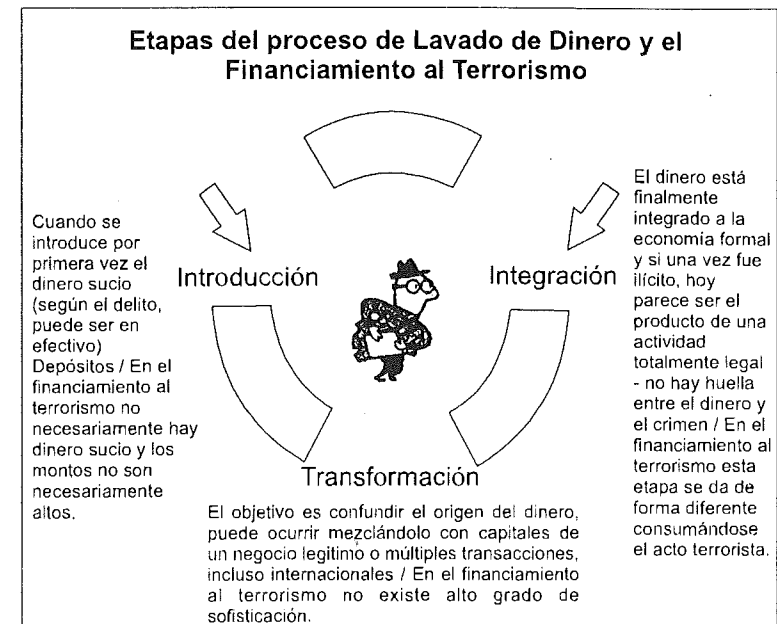 Etapas del proceso de Lavado de Dinero y el
Financiamiento al Terrorismo
Cuando se
introduce por
primera vez el
dinero sucio
(según el delito,
puede ser en
efectivo)
Depósitos / En el
financiamiento al
terrorismo no
necesariamente hay
dinero sucio y los
montos no son
necesariamente
altos.
Introducción
Integración
El dinero está
finalmente
integrado a la
economía formal
y si una vez fue
ilícito, hoy
parece ser el
producto de una
actividad
totalmente legal
- no hay huella
entre el dinero y
el crimen / En el
financiamiento al
terrorismo esta
etapa se da de
forma diferente
consumándose
el acto terrorista.
Transformación
El objetivo es confundir el origen del dinero,
puede ocurrir mezclándolo con capitales de
un negocio legitimo o múltiples transacciones,
incluso internacionales / En el financiamiento
al terrorismo no existe alto grado de
sofisticación.